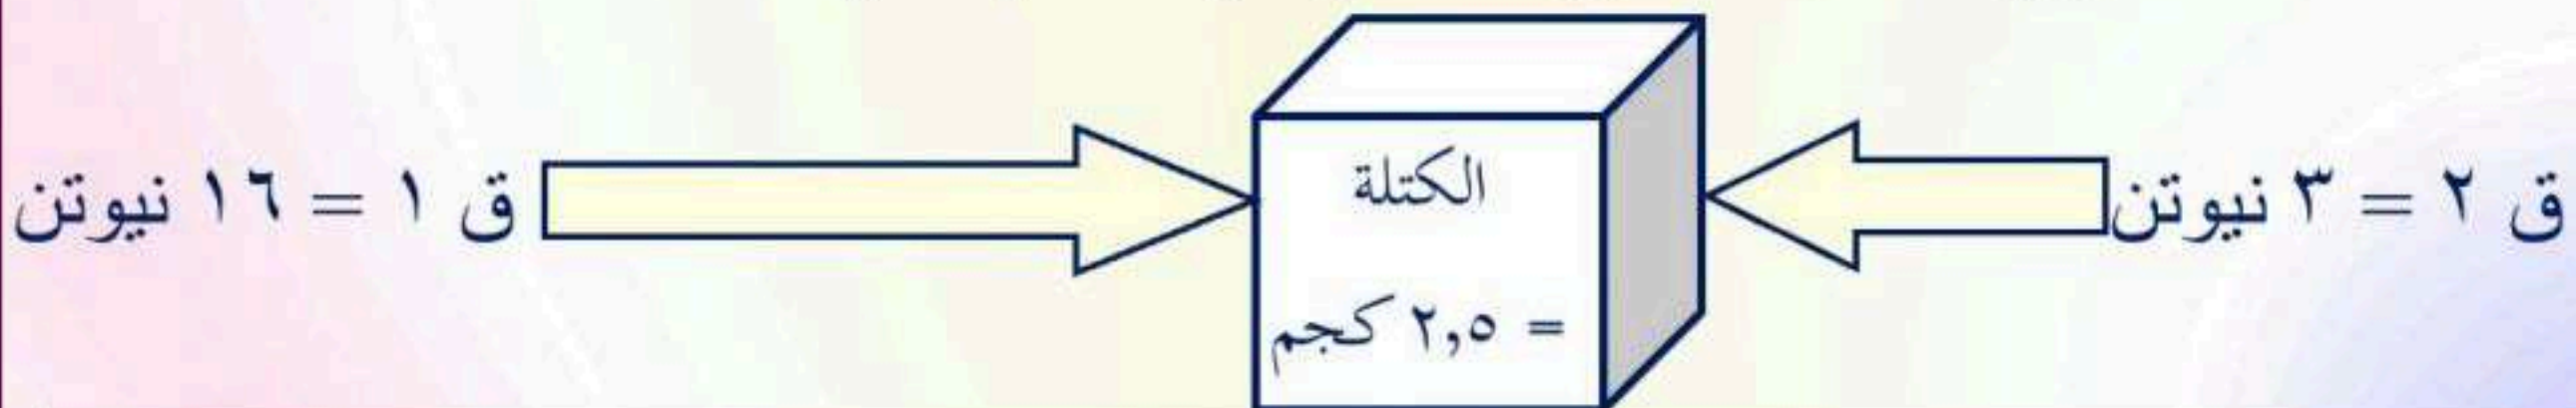 ق ٢ = ٣ نيوتن
الكتلة
= ٢,٥ كجم
ق ١ = ١٦ نيوتن